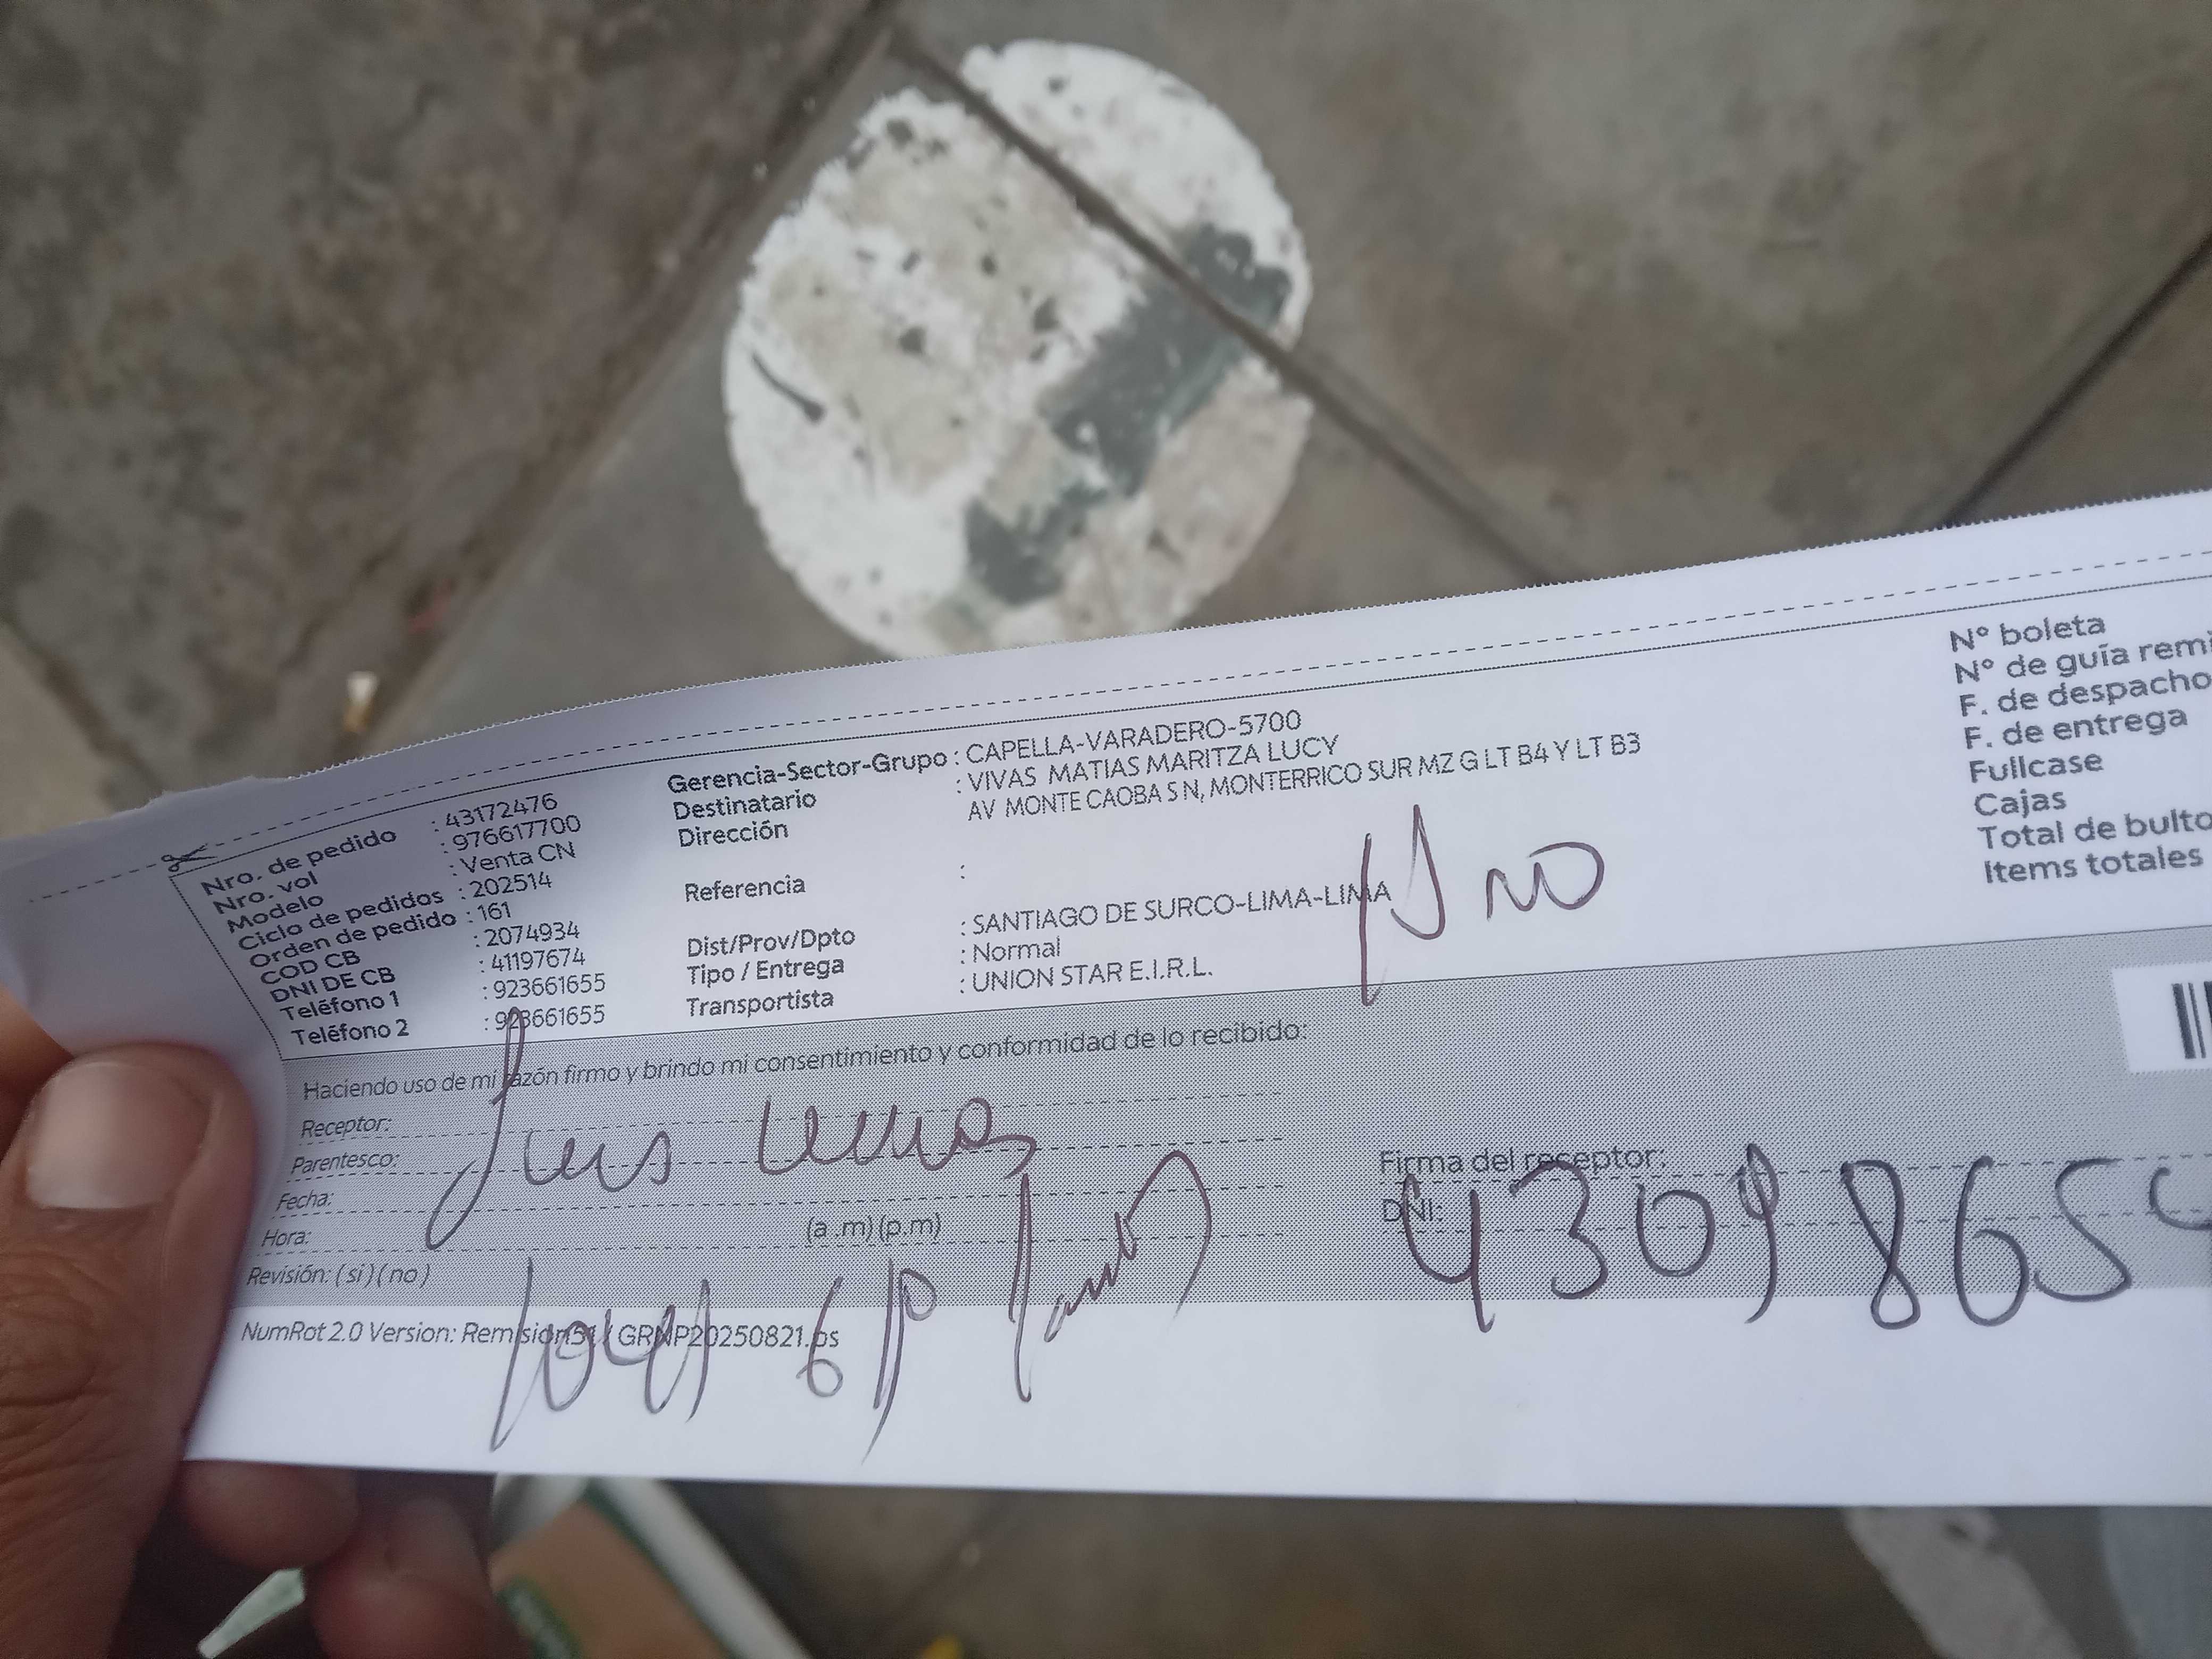 Nro. de pedido : 43172476
Nro. vol : 976617700
Modelo : Venta CN
Ciclo de pedidos : 202514
Orden de pedido : 161
COD CB : 2074934
DNI DE CB : 41197674
Teléfono 1 : 923661655
Teléfono 2 : 923661655
Gerencia-Sector-Grupo : CAPELLA-VARADERO-5700
Destinatario : VIVAS MATIAS MARITZA LUCY
Dirección AV MONTE CAOBA S N, MONTERRICO SUR MZ G LT B4 Y LT B3
Referencia :
Dist/Prov/Dpto : SANTIAGO DE SURCO-LIMA-LIMA
Tipo / Entrega : Normal
Transportista : UNION STAR E.I.R.L.
N° boleta
N° de guía remi
F. de despacho
F. de entrega
Fullcase
Cajas
Total de bulto
Items totales
Haciendo uso de mi razón firmo y brindo mi consentimiento y conformidad de lo recibido:
Receptor:
Parentesco: Luis
Fecha:
Hora: (a .m) (p.m)
Revisión: ( si ) ( no )
Firma del receptor:
DNI: 4309865
NumRot 2.0 Version: Remision51 / GRNP20250821.ps